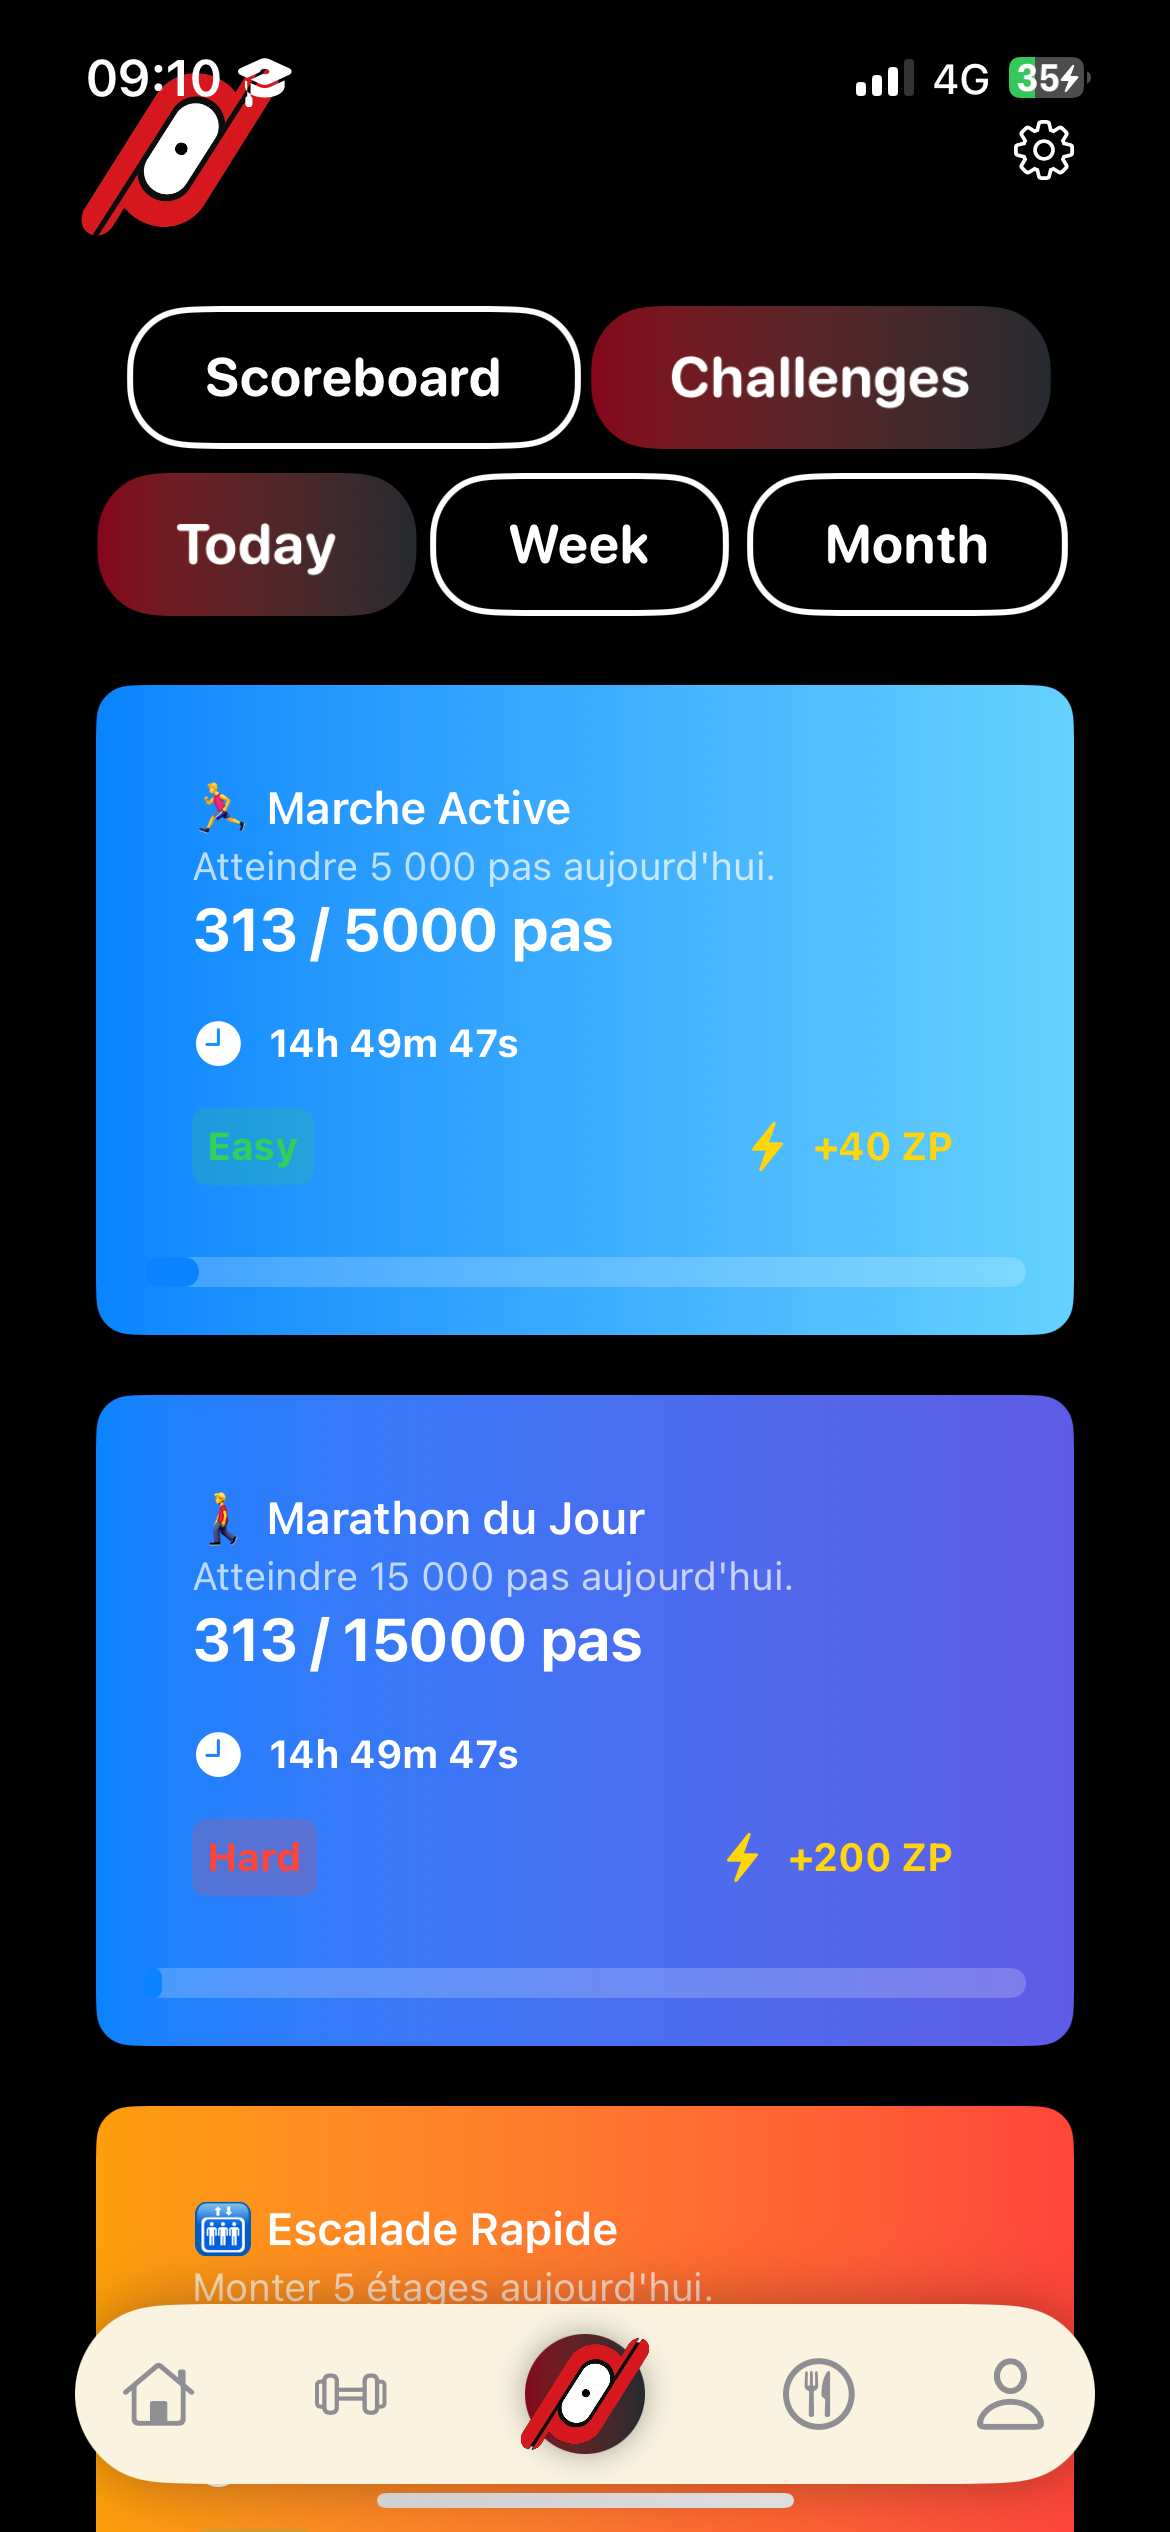 09:10
4G
35
Scoreboard
Challenges
Today
Week
Month
Marche Active
Atteindre 5 000 pas aujourd'hui.
313 / 5000 pas
14h 49m 47s
Easy
+40 ZP
Marathon du Jour
Atteindre 15 000 pas aujourd'hui.
313 / 15000 pas
14h 49m 47s
Hard
+200 ZP
Escalade Rapide
Monter 5 étages aujourd'hui.